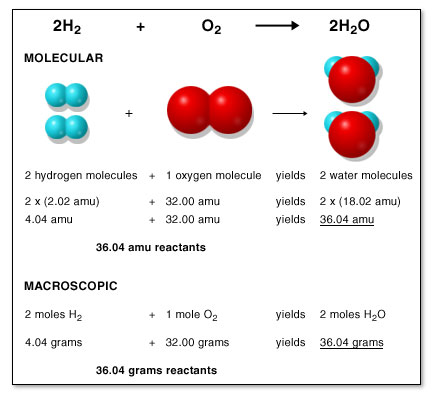 2H₂ + O₂ ⟶ 2H₂O
MOLECULAR
+ ⟶
2 hydrogen molecules + 1 oxygen molecule yields 2 water molecules
2 x (2.02 amu) + 32.00 amu yields 2 x (18.02 amu)
4.04 amu + 32.00 amu yields 36.04 amu
36.04 amu reactants
MACROSCOPIC
2 moles H₂ + 1 mole O₂ yields 2 moles H₂O
4.04 grams + 32.00 grams yields 36.04 grams
36.04 grams reactants